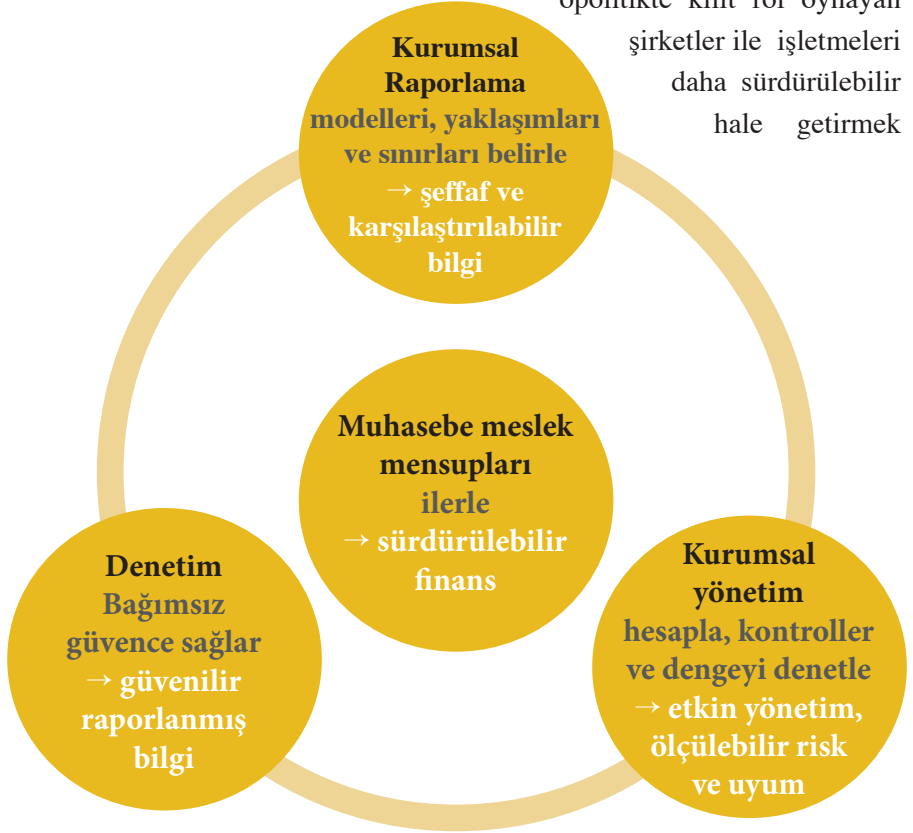 şirketler ile işletmeleri
daha sürdürülebilir
hale getirmek
Kurumsal
Raporlama
modelleri, yaklaşımları
ve sınırları belirle
→ şeffaf ve
karşılaştırılabilir
bilgi
Muhasebe meslek
mensupları
ilerle
→ sürdürülebilir
finans
Denetim
Bağımsız
güvence sağlar
→ güvenilir
raporlanmış
bilgi
Kurumsal
yönetim
hesapla, kontroller
ve dengeyi denetle
→ etkin yönetim,
ölçülebilir risk
ve uyum